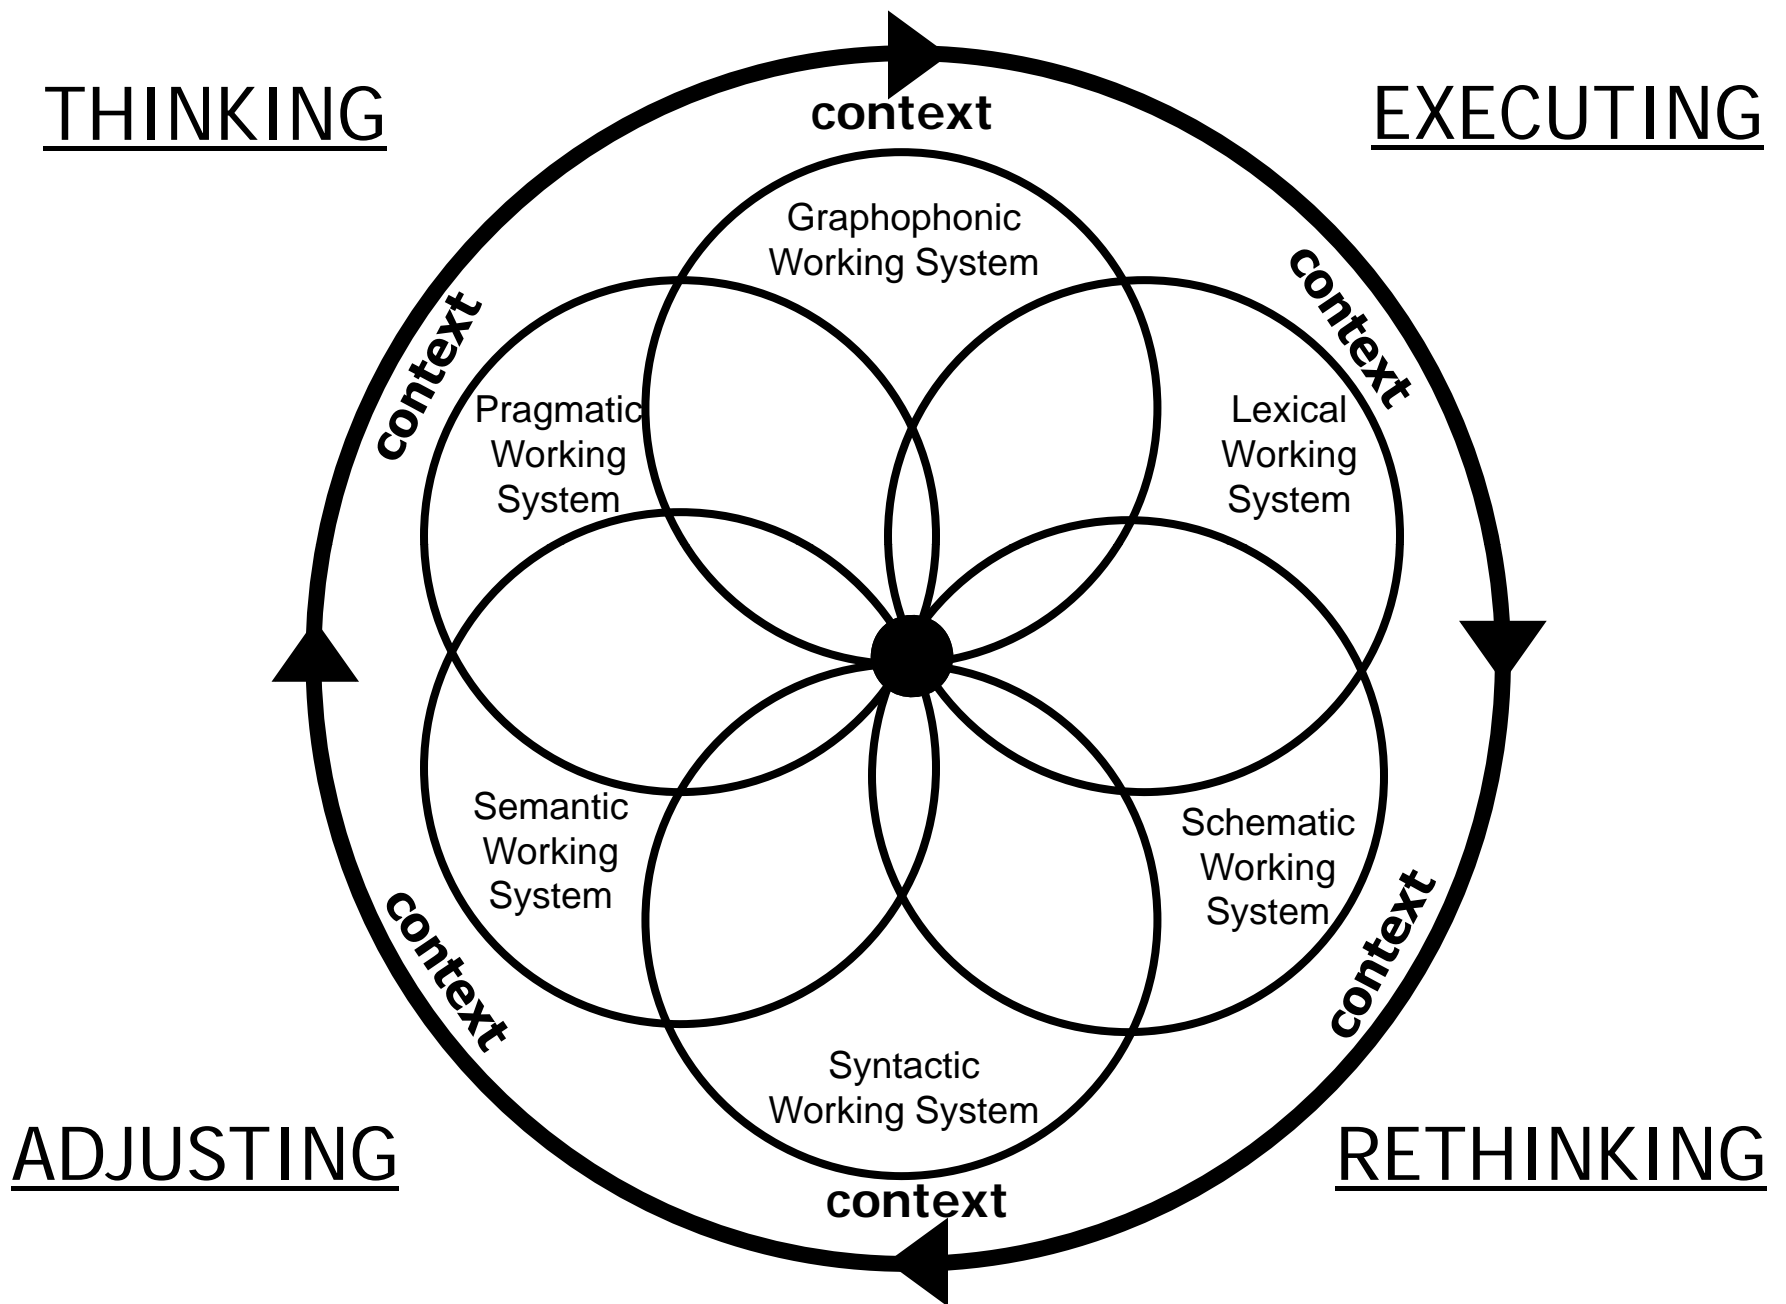 THINKING
EXECUTING
context
Graphophonic
Working System
context
context
Pragmatic
Working
System
Lexical
Working
System
Semantic
Working
System
Schematic
Working
System
context
context
Syntactic
Working System
ADJUSTING
RETHINKING
context